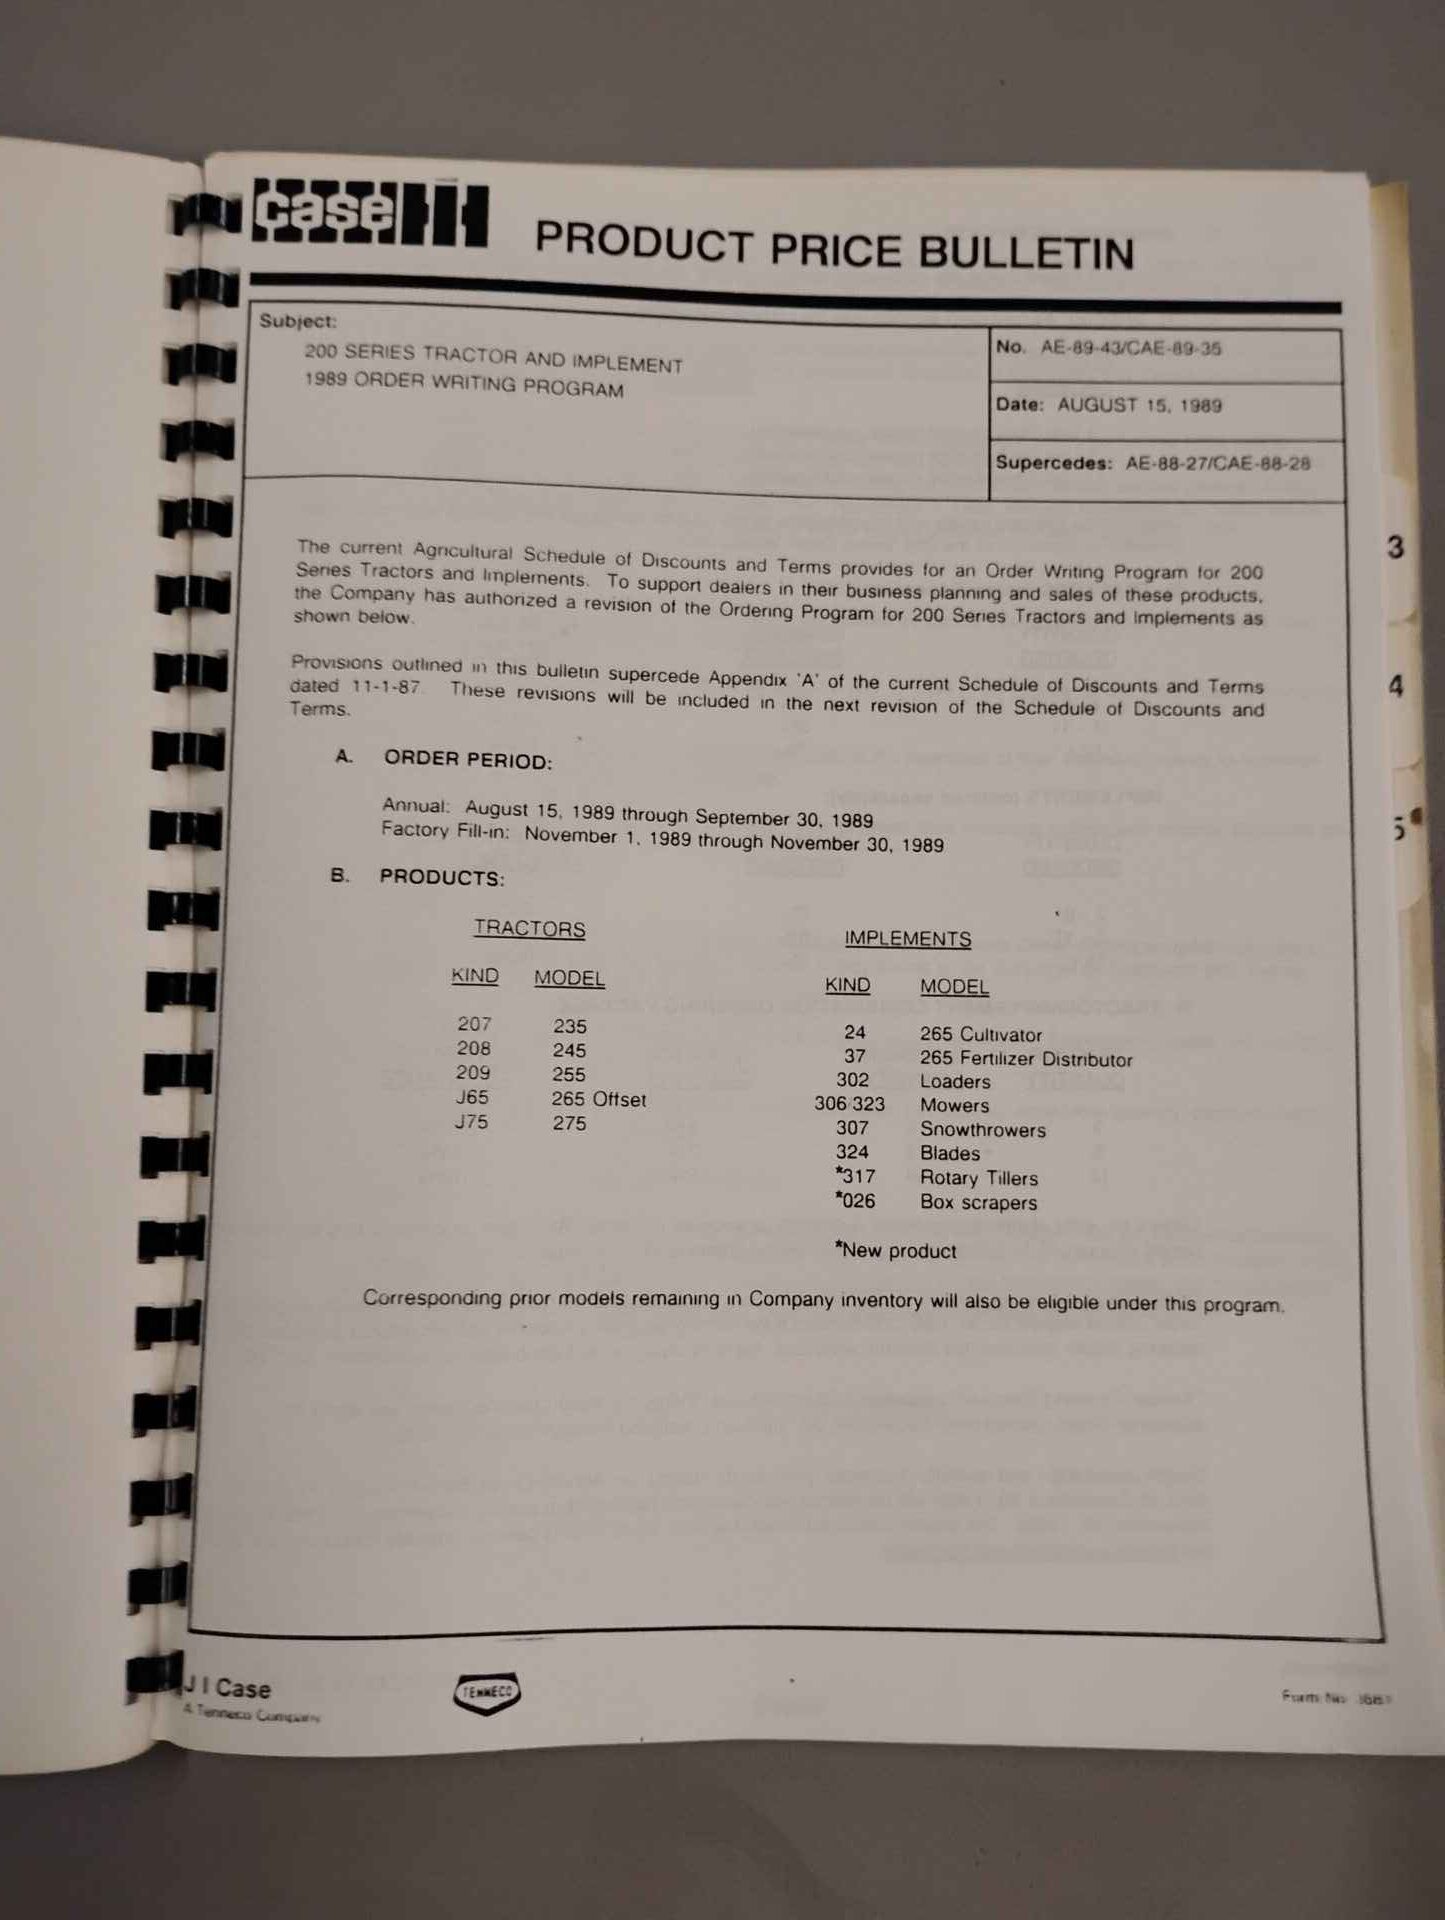 case IH
PRODUCT PRICE BULLETIN
Subject:
200 SERIES TRACTOR AND IMPLEMENT
1989 ORDER WRITING PROGRAM
No. AE-89-43/CAE-89-35
Date: AUGUST 15, 1989
Supercedes: AE-88-27/CAE-88-28
The current Agricultural Schedule of Discounts and Terms provides for an Order Writing Program for 200
Series Tractors and Implements. To support dealers in their business planning and sales of these products,
the Company has authorized a revision of the Ordering Program for 200 Series Tractors and Implements as
shown below.
Provisions outlined in this bulletin supercede Appendix 'A' of the current Schedule of Discounts and Terms
dated 11-1-87. These revisions will be included in the next revision of the Schedule of Discounts and
Terms.
A. ORDER PERIOD:
Annual: August 15, 1989 through September 30, 1989
Factory Fill-in: November 1, 1989 through November 30, 1989
B. PRODUCTS:
TRACTORS
KIND MODEL
207 235
208 245
209 255
J65 265 Offset
J75 275
IMPLEMENTS
KIND MODEL
24 265 Cultivator
37 265 Fertilizer Distributor
302 Loaders
306 323 Mowers
307 Snowthrowers
324 Blades
*317 Rotary Tillers
*026 Box scrapers
*New product
Corresponding prior models remaining in Company inventory will also be eligible under this program.
J I Case
A Tenneco Company
TENNECO
Form No.
3
4
5